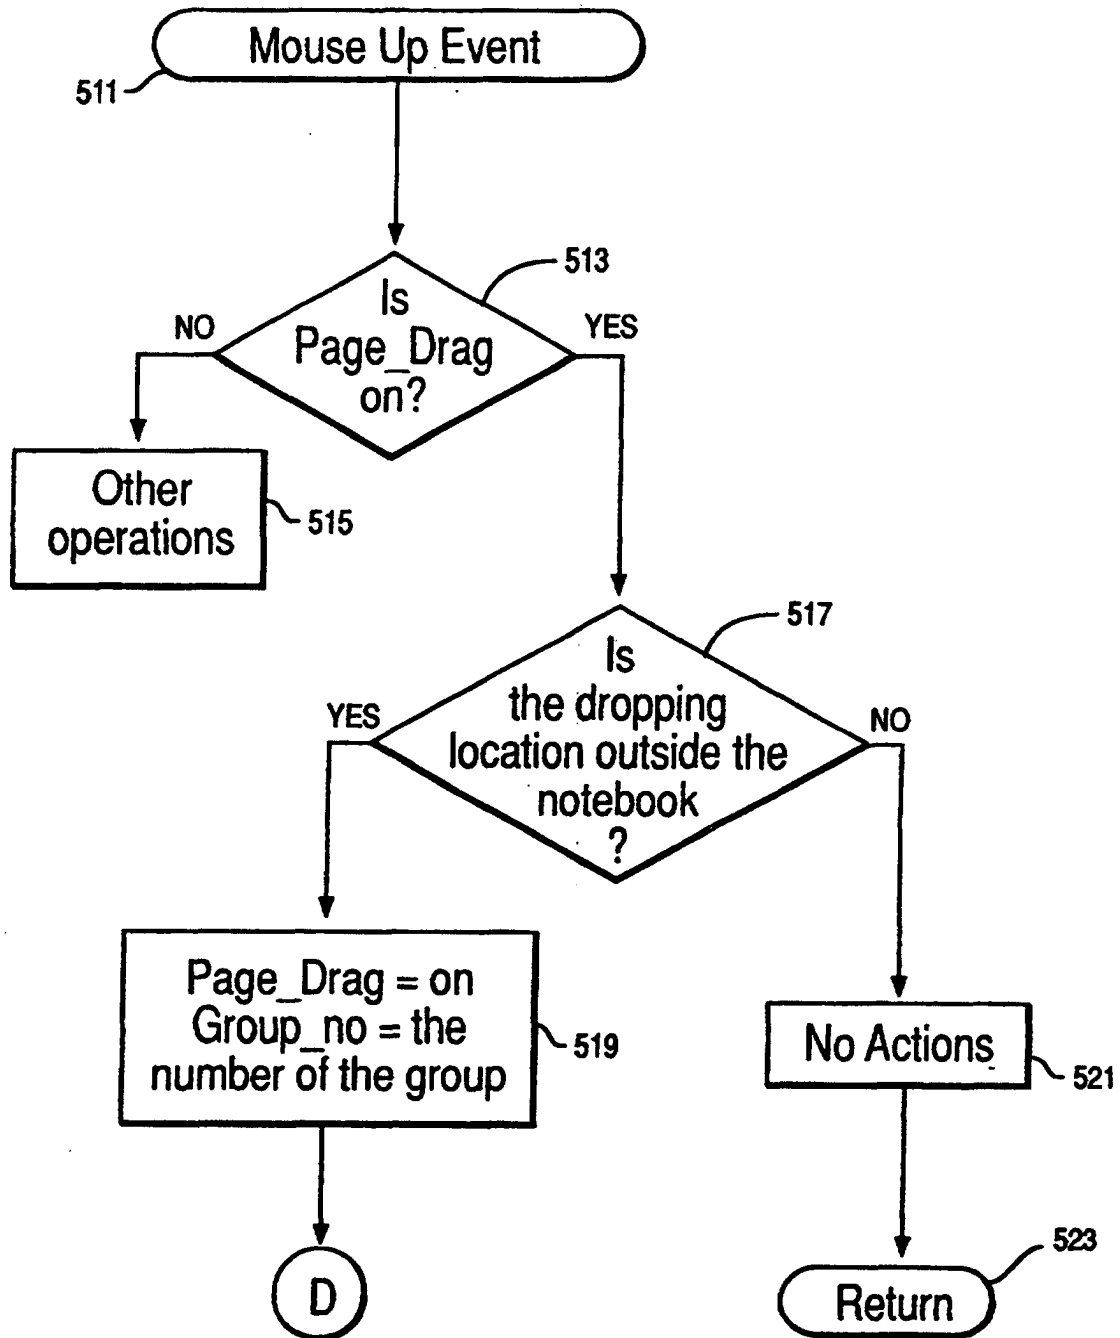 Mouse Up Event
511
513
Is
Page_Drag
on?
NO
YES
Other
operations
515
517
Is
the dropping
location outside the
notebook
?
YES
NO
Page_Drag = on
Group_no = the
number of the group
519
No Actions
521
D
523
Return